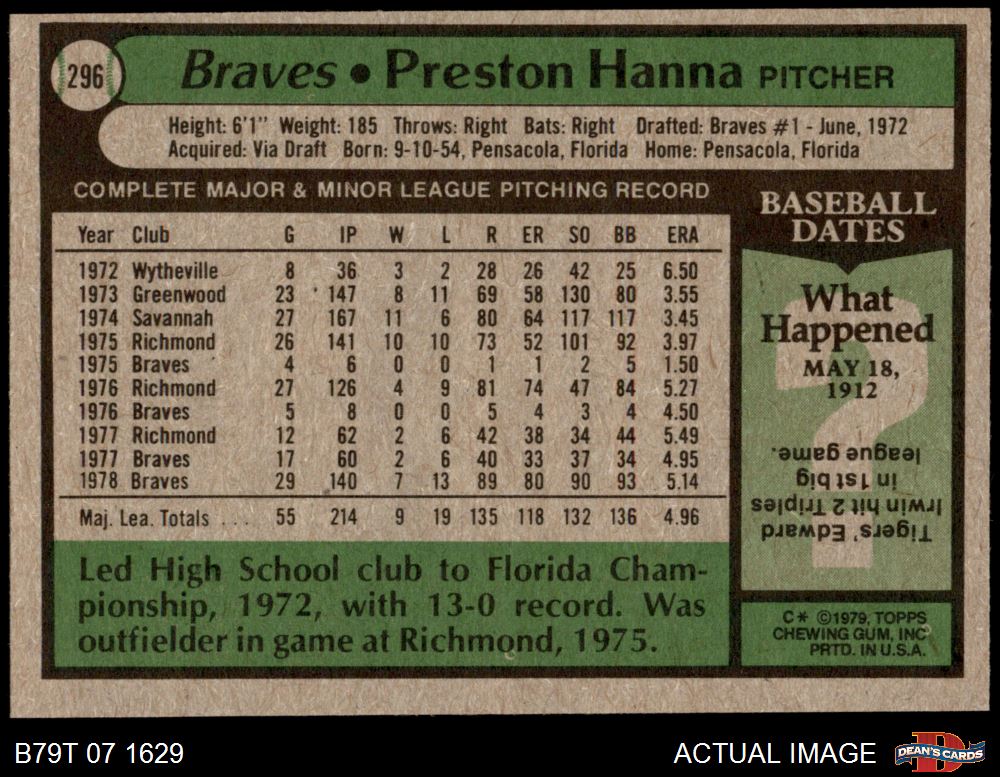 296
Braves • Preston Hanna PITCHER
Height: 6'1" Weight: 185 Throws: Right Bats: Right Drafted: Braves #1 - June, 1972
Acquired: Via Draft Born: 9-10-54, Pensacola, Florida Home: Pensacola, Florida
COMPLETE MAJOR & MINOR LEAGUE PITCHING RECORD
Year Club G IP W L R ER SO BB ERA
1972 Wytheville 8 36 3 2 28 26 42 25 6.50
1973 Greenwood 23 147 8 11 69 58 130 80 3.55
1974 Savannah 27 167 11 6 80 64 117 117 3.45
1975 Richmond 26 141 10 10 73 52 101 92 3.97
1975 Braves 4 6 0 0 1 1 2 5 1.50
1976 Richmond 27 126 4 9 81 74 47 84 5.27
1976 Braves 5 8 0 0 5 4 3 4 4.50
1977 Richmond 12 62 2 6 42 38 34 44 5.49
1977 Braves 17 60 2 6 40 33 37 34 4.95
1978 Braves 29 140 7 13 89 80 90 93 5.14
Maj. Lea. Totals ... 55 214 9 19 135 118 132 136 4.96
Led High School club to Florida Cham-
pionship, 1972, with 13-0 record. Was
outfielder in game at Richmond, 1975.
BASEBALL
DATES
What
Happened
MAY 18,
1912
Tigers' Edward
Irwin hit 2 Triples
in 1st big
league game.
C* ©1979, TOPPS
CHEWING GUM, INC
PRTD. IN U.S.A.
B79T 07 1629
ACTUAL IMAGE
DEAN'S CARDS